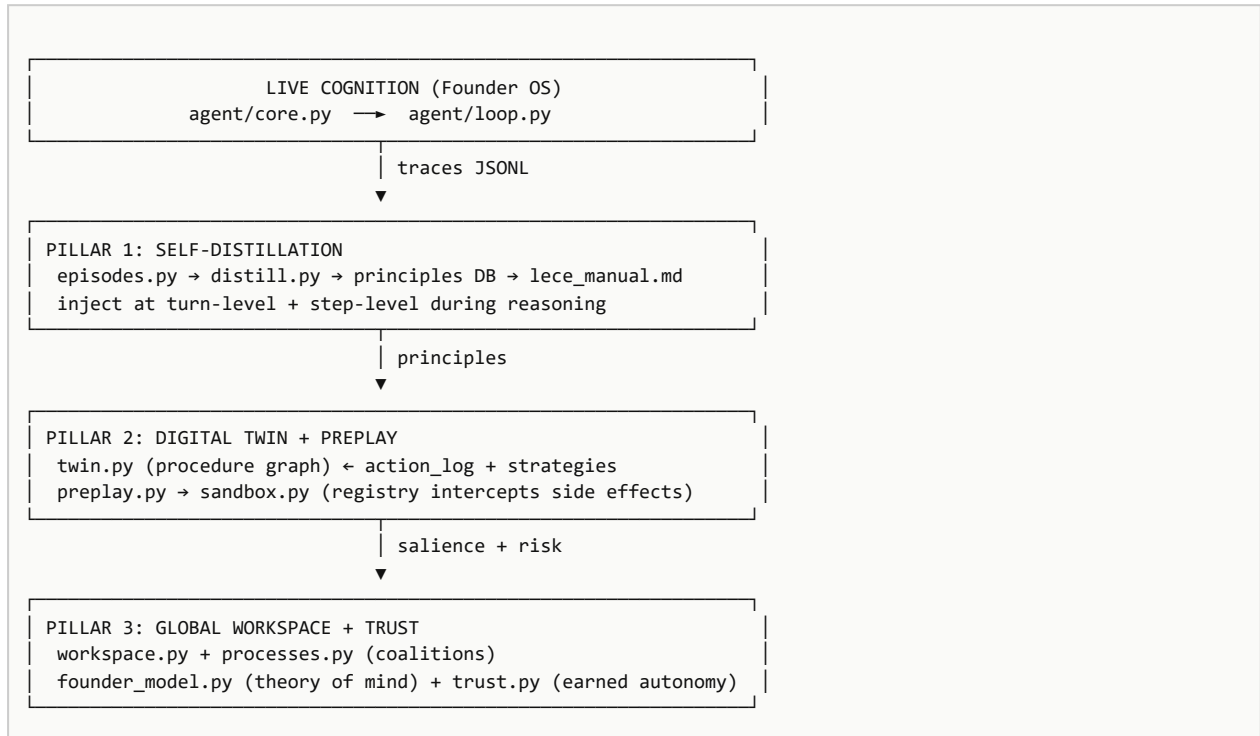 LIVE COGNITION (Founder OS)
agent/core.py ──► agent/loop.py
traces JSONL
PILLAR 1: SELF-DISTILLATION
episodes.py → distill.py → principles DB → lece_manual.md
inject at turn-level + step-level during reasoning
principles
PILLAR 2: DIGITAL TWIN + PREPLAY
twin.py (procedure graph) ← action_log + strategies
preplay.py → sandbox.py (registry intercepts side effects)
salience + risk
PILLAR 3: GLOBAL WORKSPACE + TRUST
workspace.py + processes.py (coalitions)
founder_model.py (theory of mind) + trust.py (earned autonomy)